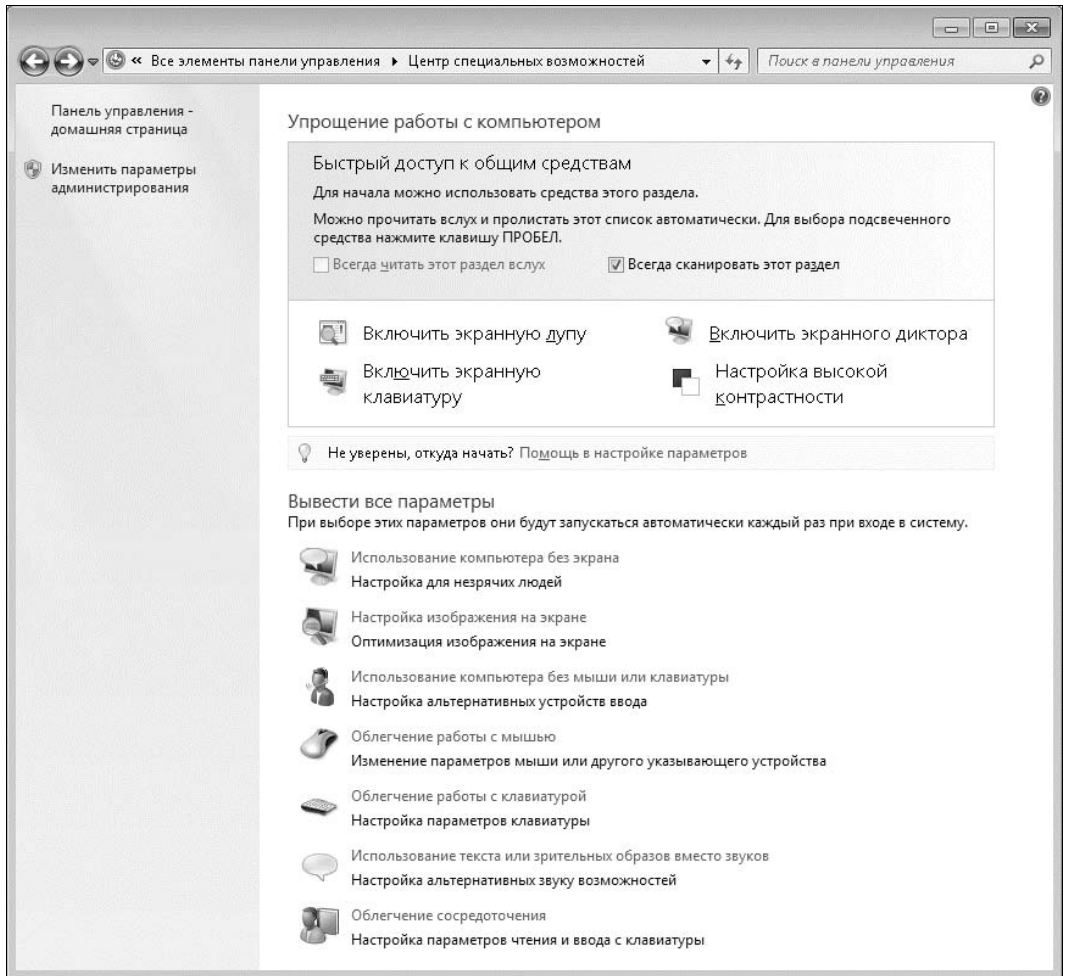 « Все элементы панели управления ▸ Центр специальных возможностей
Поиск в панели управления
Панель управления -
домашняя страница
Изменить параметры
администрирования
Упрощение работы с компьютером
Быстрый доступ к общим средствам
Для начала можно использовать средства этого раздела.
Можно прочитать вслух и пролистать этот список автоматически. Для выбора подсвеченного
средства нажмите клавишу ПРОБЕЛ.
Всегда читать этот раздел вслух
Всегда сканировать этот раздел
Включить экранную лупу
Включить экранного диктора
Включить экранную
клавиатуру
Настройка высокой
контрастности
Не уверены, откуда начать? Помощь в настройке параметров
Вывести все параметры
При выборе этих параметров они будут запускаться автоматически каждый раз при входе в систему.
Использование компьютера без экрана
Настройка для незрячих людей
Настройка изображения на экране
Оптимизация изображения на экране
Использование компьютера без мыши или клавиатуры
Настройка альтернативных устройств ввода
Облегчение работы с мышью
Изменение параметров мыши или другого указывающего устройства
Облегчение работы с клавиатурой
Настройка параметров клавиатуры
Использование текста или зрительных образов вместо звуков
Настройка альтернативных звуку возможностей
Облегчение сосредоточения
Настройка параметров чтения и ввода с клавиатуры